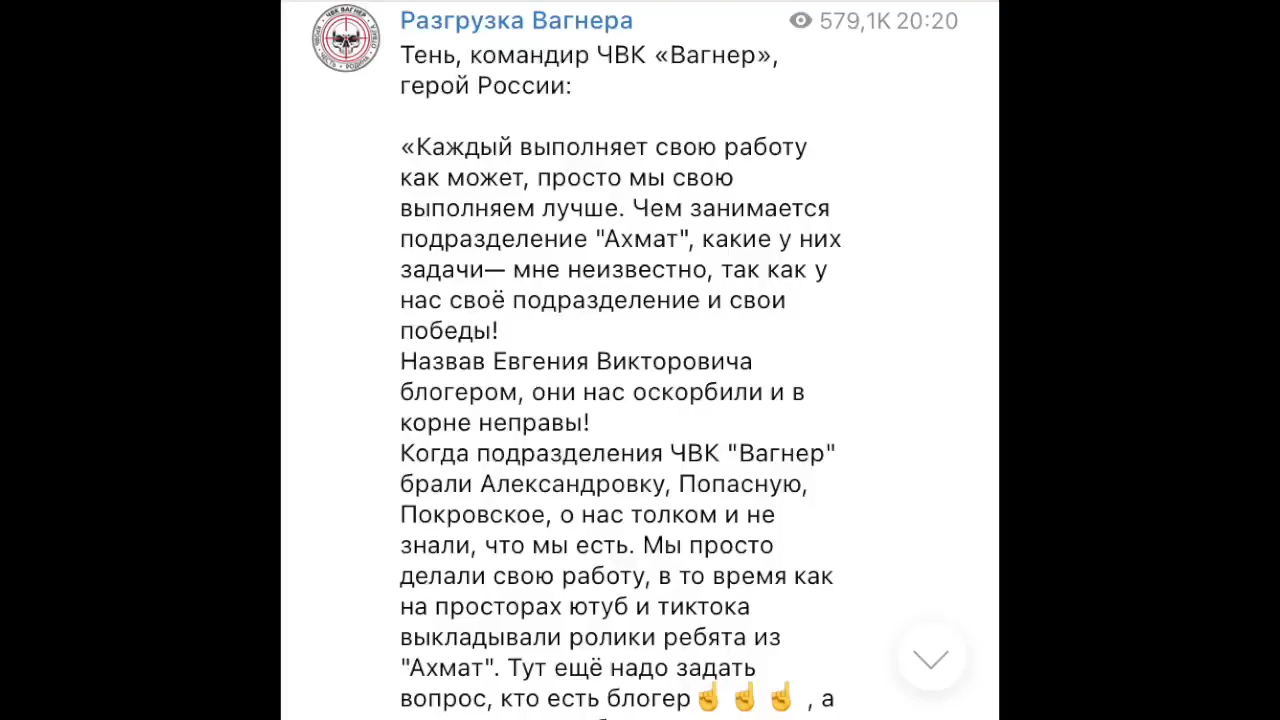 Разгрузка Вагнера
579,1K 20:20
Тень, командир ЧВК «Вагнер»,
герой России:
«Каждый выполняет свою работу
как может, просто мы свою
выполняем лучше. Чем занимается
подразделение "Ахмат", какие у них
задачи— мне неизвестно, так как у
нас своё подразделение и свои
победы!
Назвав Евгения Викторовича
блогером, они нас оскорбили и в
корне неправы!
Когда подразделения ЧВК "Вагнер"
брали Александровку, Попасную,
Покровское, о нас толком и не
знали, что мы есть. Мы просто
делали свою работу, в то время как
на просторах ютуб и тиктока
выкладывали ролики ребята из
"Ахмат". Тут ещё надо задать
вопрос, кто есть блогер☝☝☝ , а